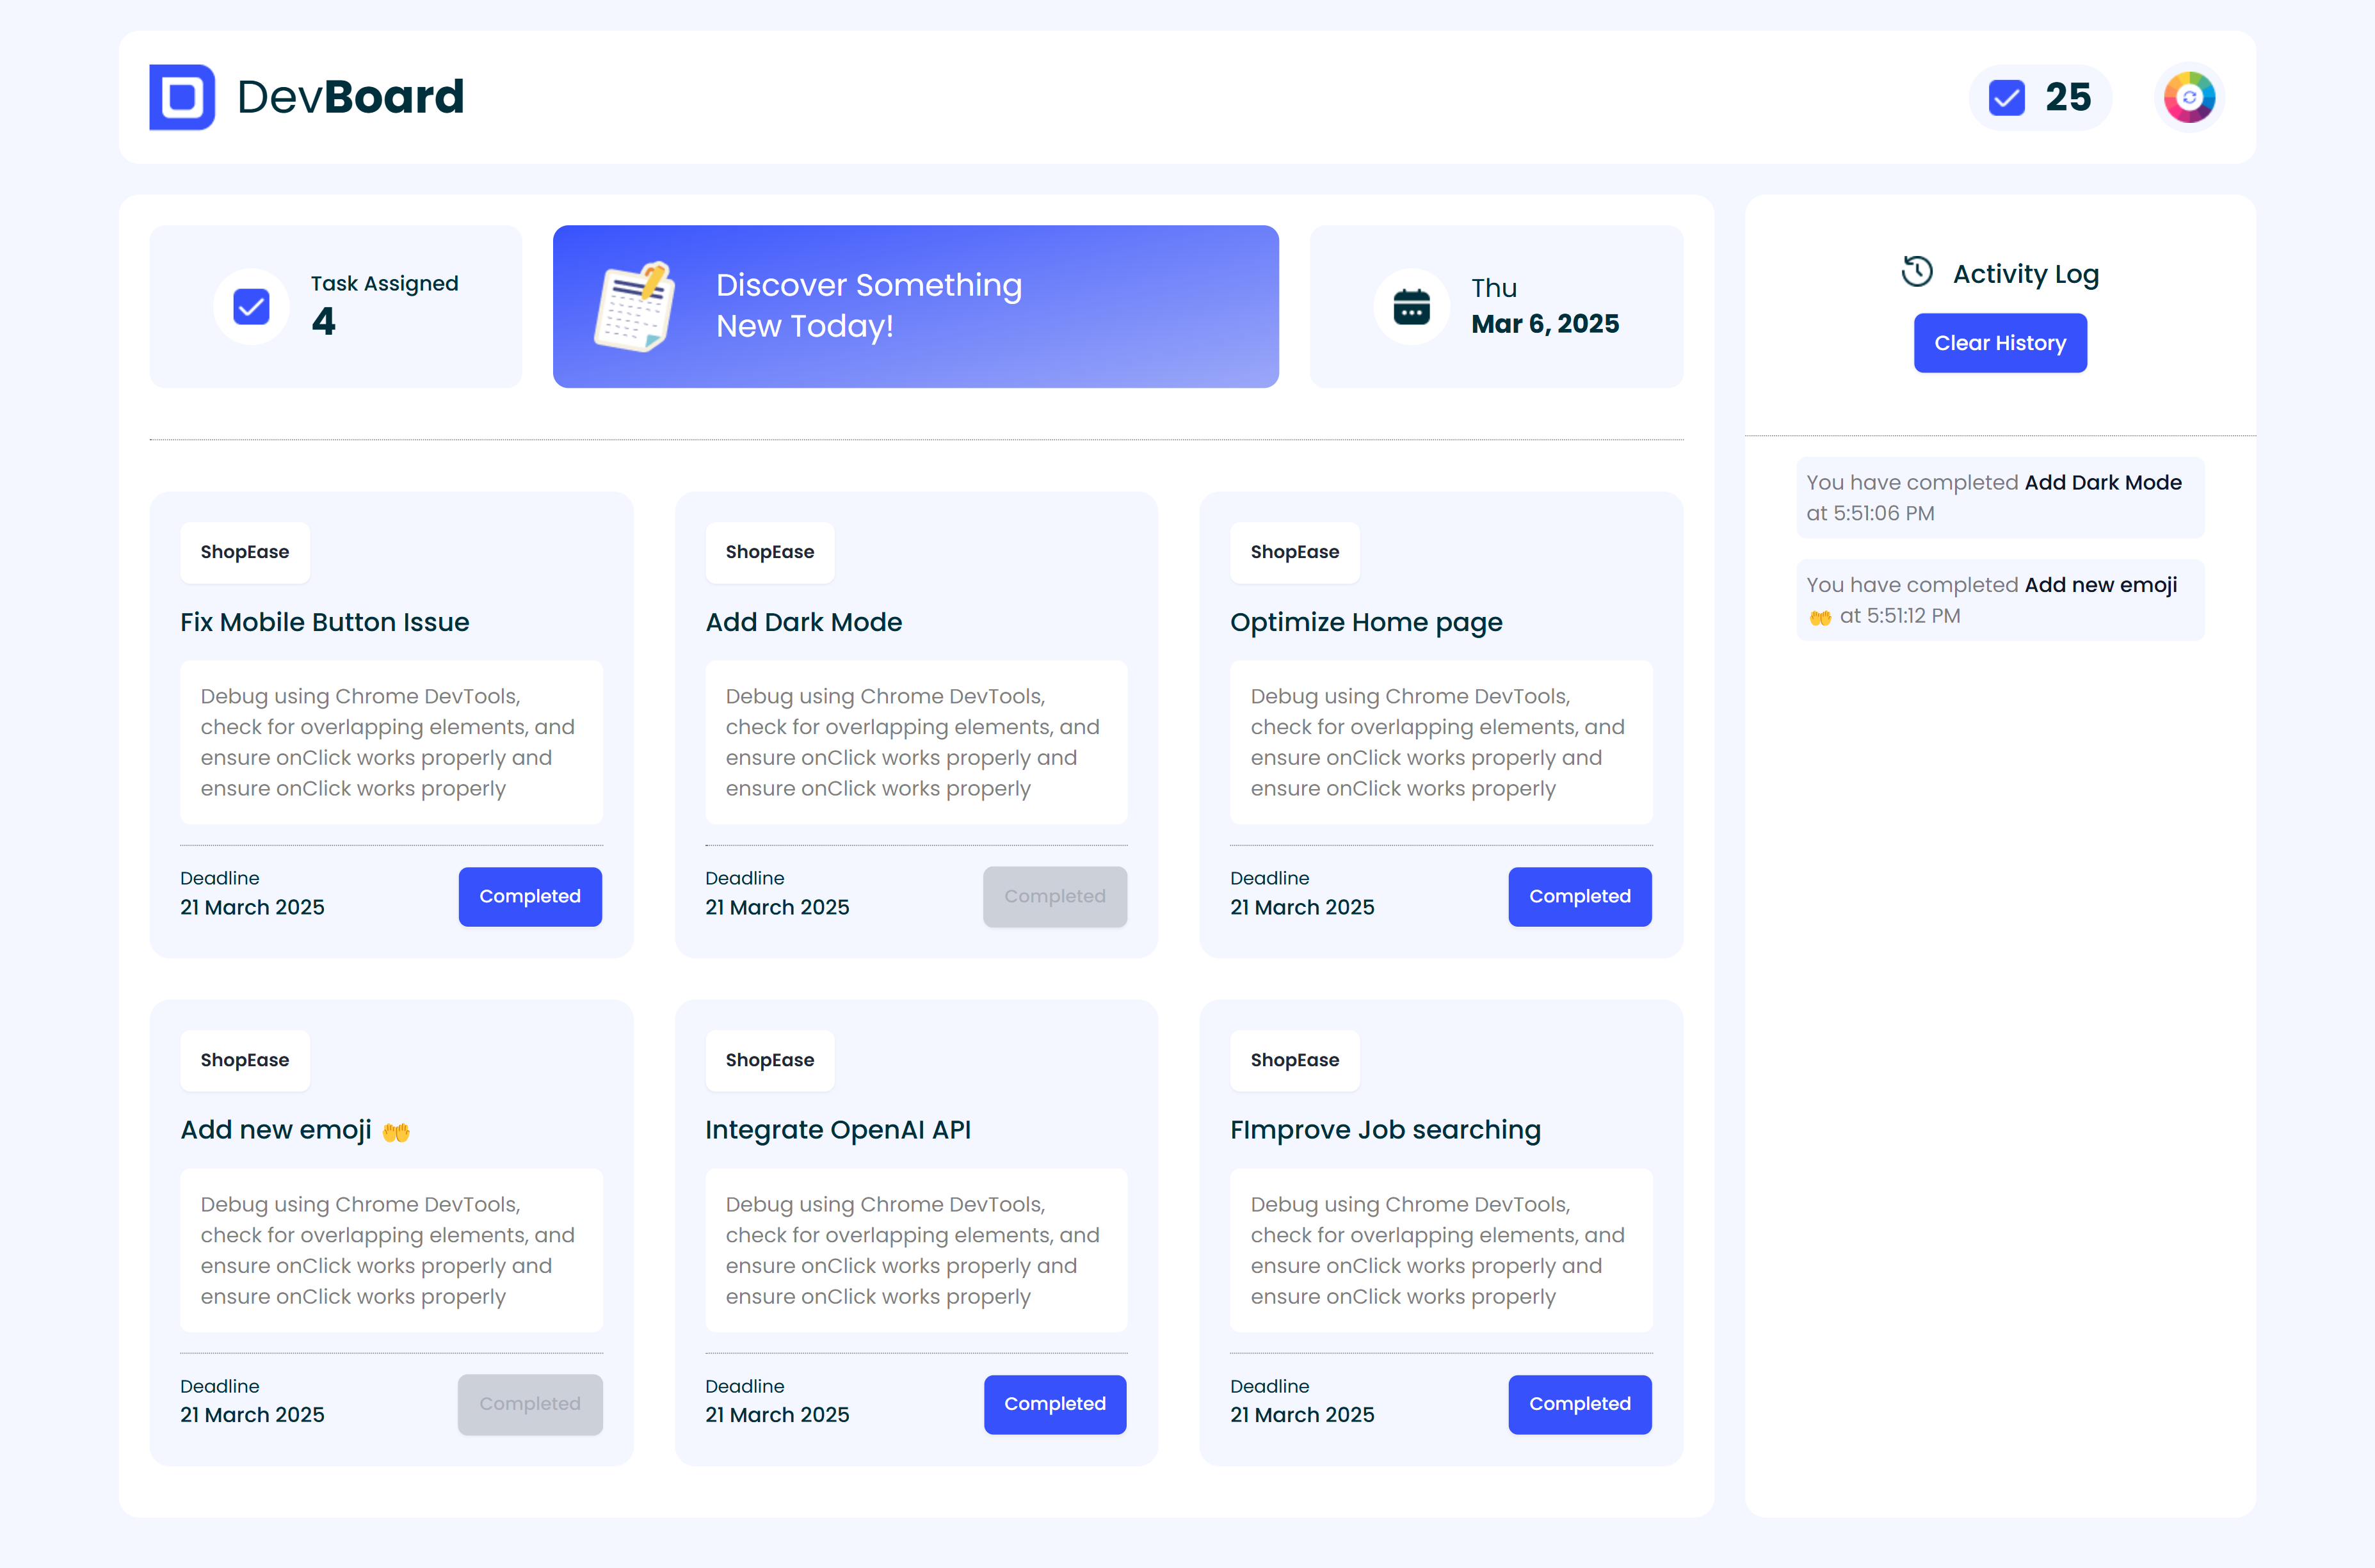 DevBoard
25
Task Assigned
4
Discover Something
New Today!
Thu
Mar 6, 2025
Activity Log
Clear History
You have completed Add Dark Mode
at 5:51:06 PM
You have completed Add new emoji
🤲 at 5:51:12 PM
ShopEase
Fix Mobile Button Issue
Debug using Chrome DevTools,
check for overlapping elements, and
ensure onClick works properly and
ensure onClick works properly
Deadline
21 March 2025
Completed
ShopEase
Add Dark Mode
Debug using Chrome DevTools,
check for overlapping elements, and
ensure onClick works properly and
ensure onClick works properly
Deadline
21 March 2025
Completed
ShopEase
Optimize Home page
Debug using Chrome DevTools,
check for overlapping elements, and
ensure onClick works properly and
ensure onClick works properly
Deadline
21 March 2025
Completed
ShopEase
Add new emoji 🤲
Debug using Chrome DevTools,
check for overlapping elements, and
ensure onClick works properly and
ensure onClick works properly
Deadline
21 March 2025
Completed
ShopEase
Integrate OpenAI API
Debug using Chrome DevTools,
check for overlapping elements, and
ensure onClick works properly and
ensure onClick works properly
Deadline
21 March 2025
Completed
ShopEase
FImprove Job searching
Debug using Chrome DevTools,
check for overlapping elements, and
ensure onClick works properly and
ensure onClick works properly
Deadline
21 March 2025
Completed